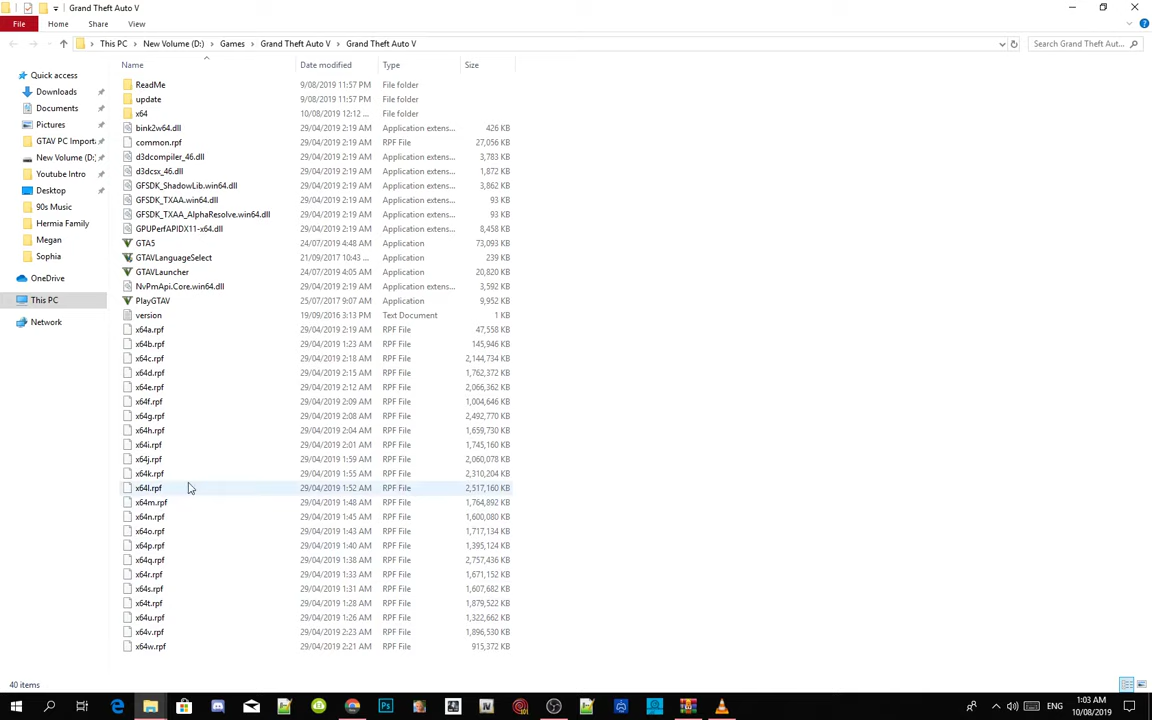 Grand Theft Auto V
File Home Share View
This PC > New Volume (D:) > Games > Grand Theft Auto V > Grand Theft Auto V
Search Grand Theft Aut...
Name Date modified Type Size
Quick access
Downloads
Documents
Pictures
GTAV PC Import
New Volume (D:)
Youtube Intro
Desktop
90s Music
Hermia Family
Megan
Sophia
OneDrive
This PC
Network
ReadMe 9/08/2019 11:57 PM File folder
update 9/08/2019 11:57 PM File folder
x64 10/08/2019 12:12 ... File folder
bink2w64.dll 29/04/2019 2:19 AM Application extens... 426 KB
common.rpf 29/04/2019 2:19 AM RPF File 27,056 KB
d3dcompiler_46.dll 29/04/2019 2:19 AM Application extens... 3,783 KB
d3dcsx_46.dll 29/04/2019 2:19 AM Application extens... 1,872 KB
GFSDK_ShadowLib.win64.dll 29/04/2019 2:19 AM Application extens... 3,862 KB
GFSDK_TXAA.win64.dll 29/04/2019 2:19 AM Application extens... 93 KB
GFSDK_TXAA_AlphaResolve.win64.dll 29/04/2019 2:19 AM Application extens... 93 KB
GPUPerfAPIDX11-x64.dll 29/04/2019 2:19 AM Application extens... 8,458 KB
GTA5 24/07/2019 4:48 AM Application 73,093 KB
GTAVLanguageSelect 21/09/2017 10:43 ... Application 239 KB
GTAVLauncher 24/07/2019 4:05 AM Application 20,820 KB
NvPmApi.Core.win64.dll 29/04/2019 2:19 AM Application extens... 3,592 KB
PlayGTAV 25/07/2017 9:07 AM Application 9,952 KB
version 19/09/2016 3:13 PM Text Document 1 KB
x64a.rpf 29/04/2019 2:19 AM RPF File 47,558 KB
x64b.rpf 29/04/2019 1:23 AM RPF File 145,946 KB
x64c.rpf 29/04/2019 2:18 AM RPF File 2,144,734 KB
x64d.rpf 29/04/2019 2:15 AM RPF File 1,762,372 KB
x64e.rpf 29/04/2019 2:12 AM RPF File 2,066,362 KB
x64f.rpf 29/04/2019 2:09 AM RPF File 1,004,646 KB
x64g.rpf 29/04/2019 2:08 AM RPF File 2,492,770 KB
x64h.rpf 29/04/2019 2:04 AM RPF File 1,659,730 KB
x64i.rpf 29/04/2019 2:01 AM RPF File 1,745,160 KB
x64j.rpf 29/04/2019 1:59 AM RPF File 2,060,078 KB
x64k.rpf 29/04/2019 1:55 AM RPF File 2,310,204 KB
x64l.rpf 29/04/2019 1:52 AM RPF File 2,517,160 KB
x64m.rpf 29/04/2019 1:48 AM RPF File 1,764,892 KB
x64n.rpf 29/04/2019 1:45 AM RPF File 1,600,080 KB
x64o.rpf 29/04/2019 1:43 AM RPF File 1,717,134 KB
x64p.rpf 29/04/2019 1:40 AM RPF File 1,395,124 KB
x64q.rpf 29/04/2019 1:38 AM RPF File 2,757,436 KB
x64r.rpf 29/04/2019 1:33 AM RPF File 1,671,152 KB
x64s.rpf 29/04/2019 1:31 AM RPF File 1,607,682 KB
x64t.rpf 29/04/2019 1:28 AM RPF File 1,879,522 KB
x64u.rpf 29/04/2019 1:26 AM RPF File 1,322,662 KB
x64v.rpf 29/04/2019 2:23 AM RPF File 1,896,530 KB
x64w.rpf 29/04/2019 2:21 AM RPF File 915,372 KB
40 items
ENG
1:03 AM
10/08/2019